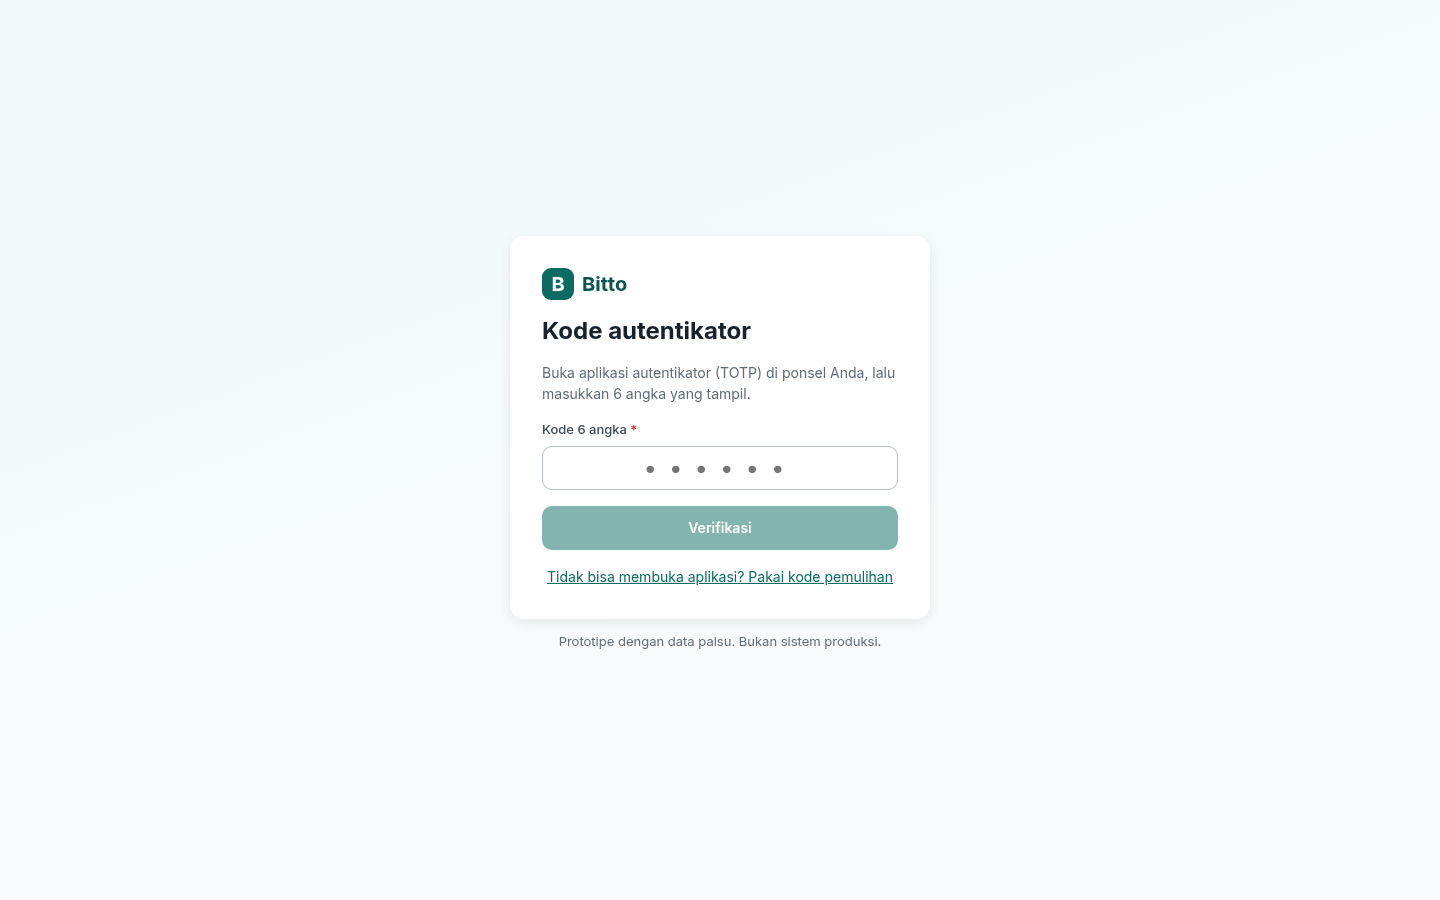 B Bitto
Kode autentikator
Buka aplikasi autentikator (TOTP) di ponsel Anda, lalu
masukkan 6 angka yang tampil.
Kode 6 angka *
● ● ● ● ● ●
Verifikasi
Tidak bisa membuka aplikasi? Pakai kode pemulihan
Prototipe dengan data palsu. Bukan sistem produksi.